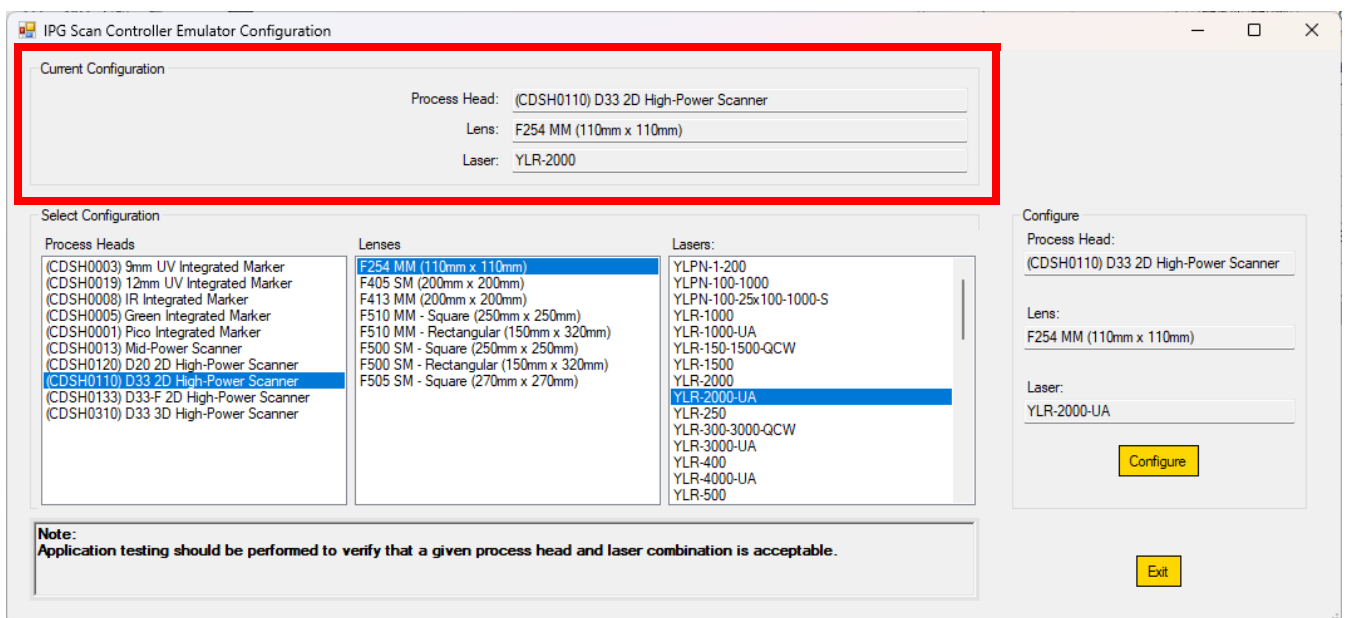 IPG Scan Controller Emulator Configuration
Current Configuration
Process Head: (CDSH0110) D33 2D High-Power Scanner
Lens: F254 MM (110mm x 110mm)
Laser: YLR-2000
Select Configuration
Process Heads
(CDSH0003) 9mm UV Integrated Marker
(CDSH0019) 12mm UV Integrated Marker
(CDSH0008) IR Integrated Marker
(CDSH0005) Green Integrated Marker
(CDSH0001) Pico Integrated Marker
(CDSH0013) Mid-Power Scanner
(CDSH0120) D20 2D High-Power Scanner
(CDSH0110) D33 2D High-Power Scanner
(CDSH0133) D33-F 2D High-Power Scanner
(CDSH0310) D33 3D High-Power Scanner
Lenses
F254 MM (110mm x 110mm)
F405 SM (200mm x 200mm)
F413 MM (200mm x 200mm)
F510 MM - Square (250mm x 250mm)
F510 MM - Rectangular (150mm x 320mm)
F500 SM - Square (250mm x 250mm)
F500 SM - Rectangular (150mm x 320mm)
F505 SM - Square (270mm x 270mm)
Lasers:
YLPN-1-200
YLPN-100-1000
YLPN-100-25x100-1000-S
YLR-1000
YLR-1000-UA
YLR-150-1500-QCW
YLR-1500
YLR-2000
YLR-2000-UA
YLR-250
YLR-300-3000-QCW
YLR-3000-UA
YLR-400
YLR-4000-UA
YLR-500
Configure
Process Head:
(CDSH0110) D33 2D High-Power Scanner
Lens:
F254 MM (110mm x 110mm)
Laser:
YLR-2000-UA
Configure
Note:
Application testing should be performed to verify that a given process head and laser combination is acceptable.
Exit